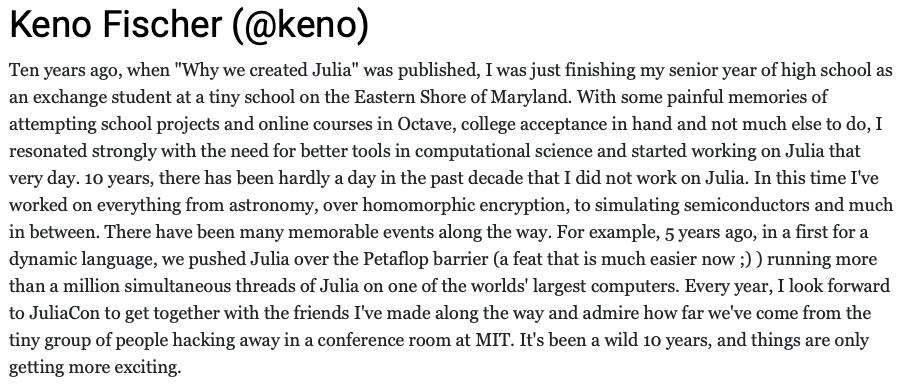 Keno Fischer (@keno)
Ten years ago, when "Why we created Julia" was published, I was just finishing my senior year of high school as
an exchange student at a tiny school on the Eastern Shore of Maryland. With some painful memories of
attempting school projects and online courses in Octave, college acceptance in hand and not much else to do, I
resonated strongly with the need for better tools in computational science and started working on Julia that
very day. 10 years, there has been hardly a day in the past decade that I did not work on Julia. In this time I've
worked on everything from astronomy, over homomorphic encryption, to simulating semiconductors and much
in between. There have been many memorable events along the way. For example, 5 years ago, in a first for a
dynamic language, we pushed Julia over the Petaflop barrier (a feat that is much easier now ;) ) running more
than a million simultaneous threads of Julia on one of the worlds' largest computers. Every year, I look forward
to JuliaCon to get together with the friends I've made along the way and admire how far we've come from the
tiny group of people hacking away in a conference room at MIT. It's been a wild 10 years, and things are only
getting more exciting.